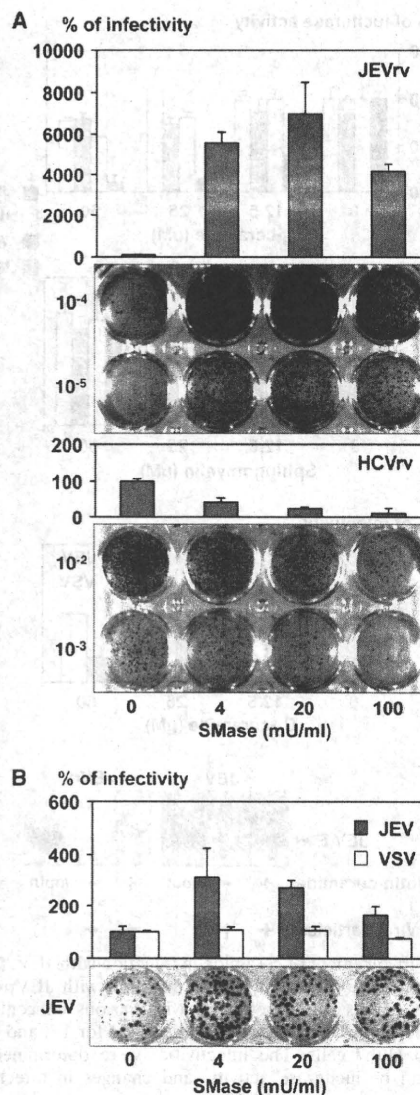 A
% of infectivity
JEVrv
10000
8000
6000
4000
2000
0
10-4
10-5
200
100
0
HCVrv
10-2
10-3
0 4 20 100
SMase (mU/ml)
B
% of infectivity
600
400
200
0
JEV
VSV
JEV
0 4 20 100
SMase (mU/ml)